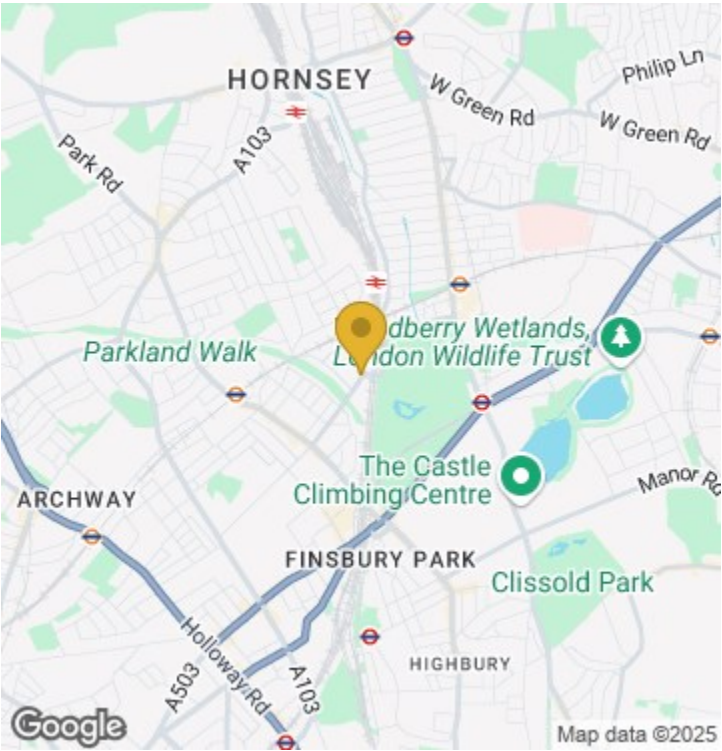 HORNSEY
Philip Ln
W Green Rd
W Green Rd
A103
Park Rd
dberry Wetlands,
London Wildlife Trust
Parkland Walk
The Castle
Climbing Centre
Manor Rd
ARCHWAY
FINSBURY PARK
Clissold Park
Holloway Rd
A503
A103
HIGHBURY
Google
Map data ©2025